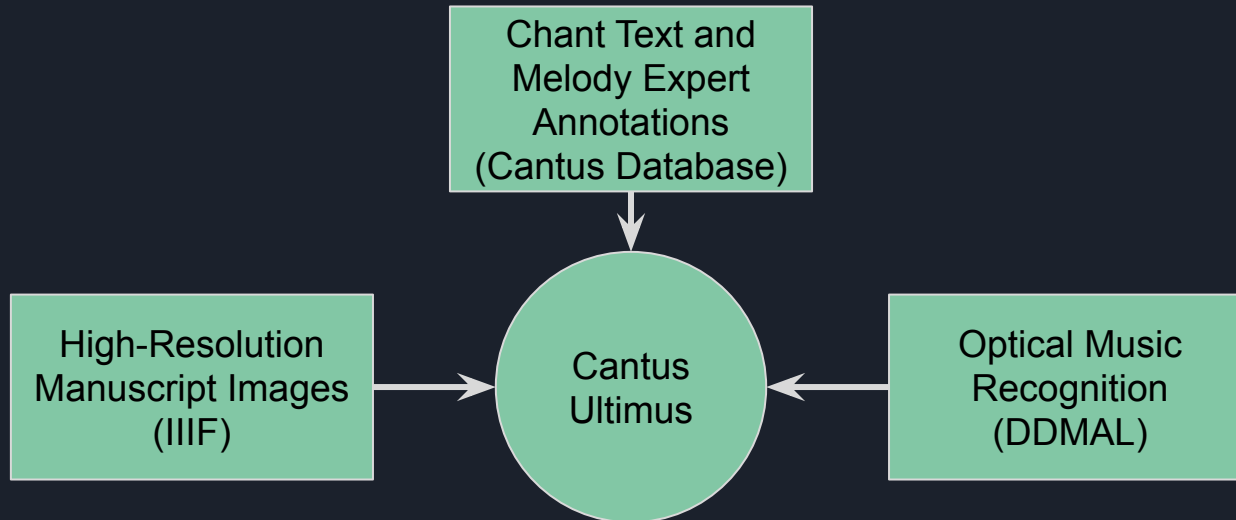 Chant Text and
Melody Expert
Annotations
(Cantus Database)
High-Resolution
Manuscript Images
(IIIF)
Cantus
Ultimus
Optical Music
Recognition
(DDMAL)